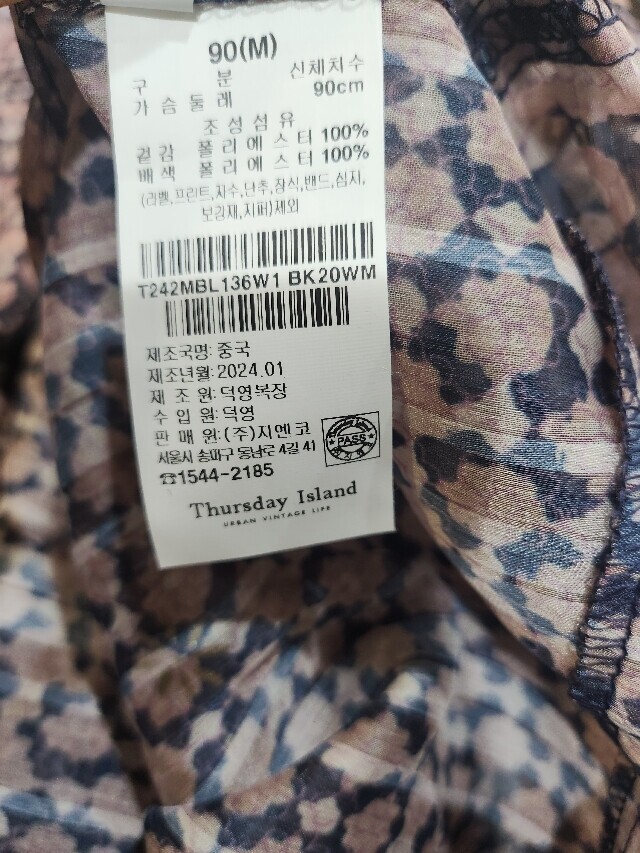 90(M)
구 분 신체치수
가 슴 둘 레 90cm
조 성 섬 유
겉 감 폴 리 에 스 터 100%
배 색 폴 리 에 스 터 100%
(라벨,프린트,자수,단추,장식,밴드,심지,
보강제,지퍼)제외
T242MBL136W1 BK20WM
제조국명: 중국
제조년월: 2024.01
제 조 원: 덕영복장
수 입 원: 덕영
판 매 원: (주)지엔코
서울시 송파구 동남로 4길 41
☎1544-2185
PASS
Thursday Island
URBAN VINTAGE LIFE